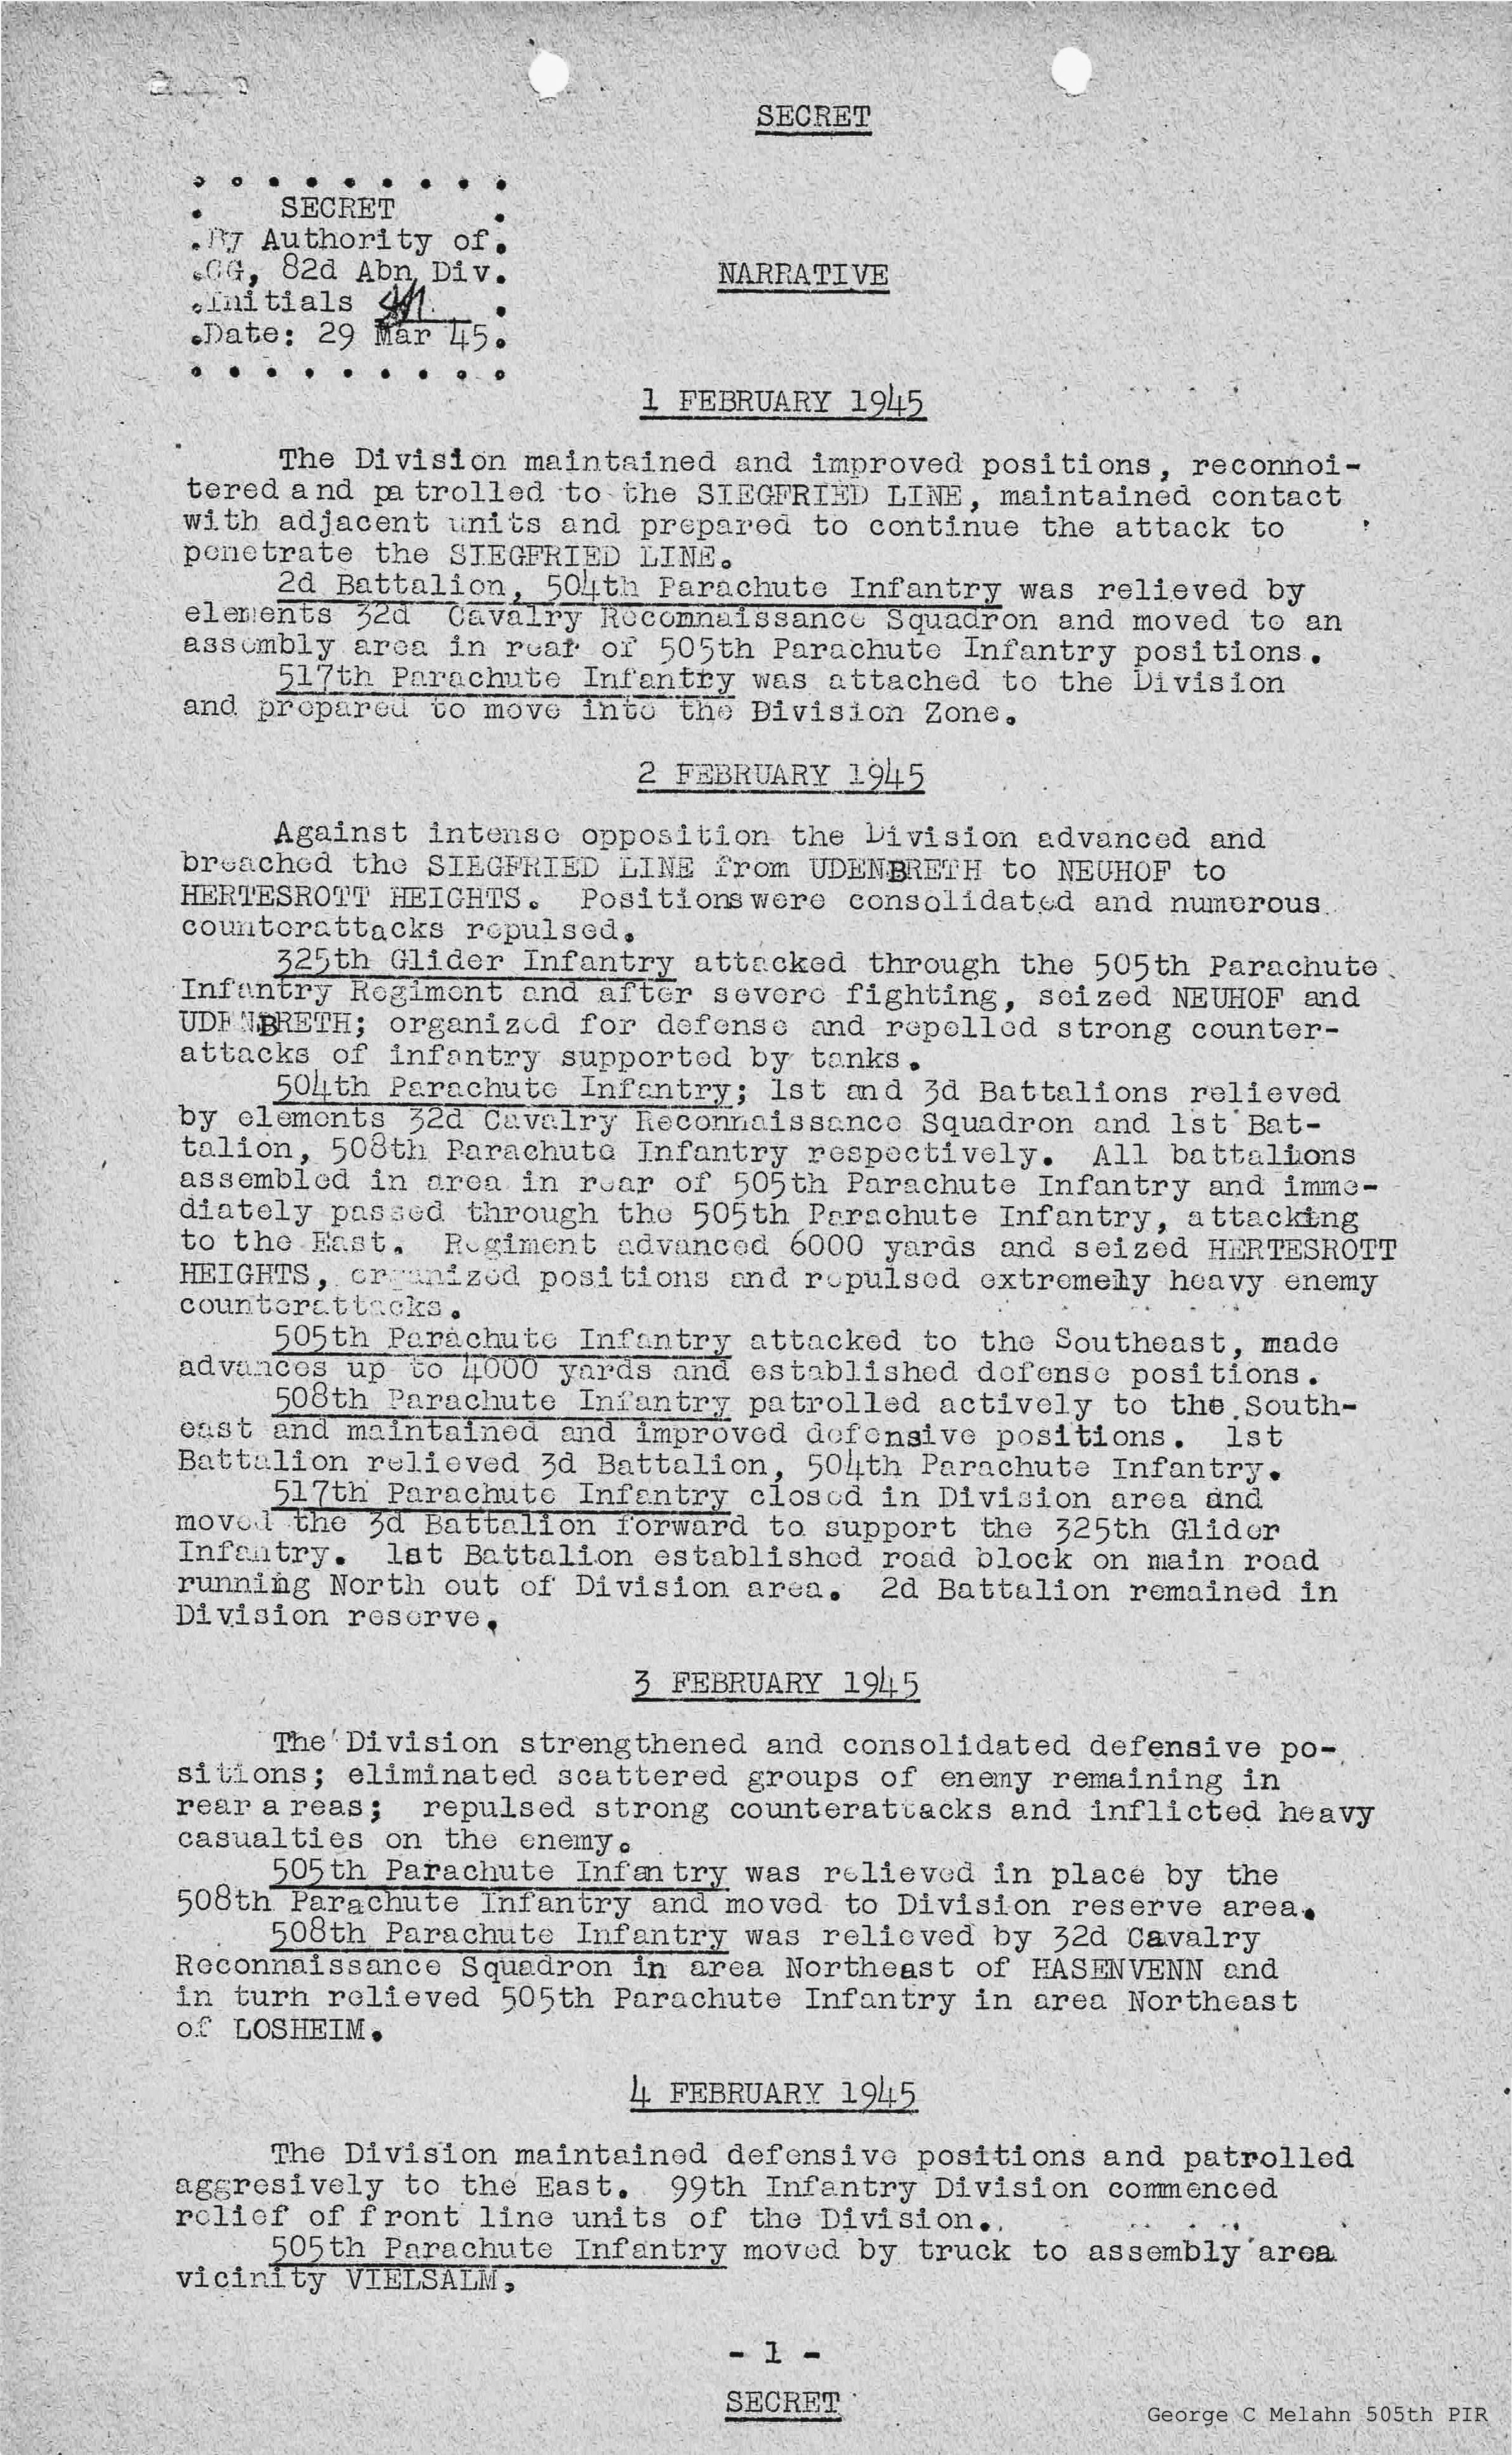 SECRET
SECRET
By Authority of
CG, 82d Abn Div.
Initials
Date: 29 Mar 45
NARRATIVE
1 FEBRUARY 1945
The Division maintained and improved positions, reconnoi-
tered and patrolled to the SIEGFRIED LINE, maintained contact
with adjacent units and prepared to continue the attack to
penetrate the SIEGFRIED LINE.
2d Battalion, 504th Parachute Infantry was relieved by
elements 32d Cavalry Reconnaissance Squadron and moved to an
assembly area in rear of 505th Parachute Infantry positions.
517th Parachute Infantry was attached to the Division
and prepared to move into the Division Zone.
2 FEBRUARY 1945
Against intense opposition the Division advanced and
breached the SIEGFRIED LINE from UDENBRETH to NEUHOF to
HERTESROTT HEIGHTS. Positions were consolidated and numerous
counterattacks repulsed.
325th Glider Infantry attacked through the 505th Parachute
Infantry Regiment and after severe fighting, seized NEUHOF and
UDENBRETH; organized for defense and repelled strong counter-
attacks of infantry supported by tanks.
504th Parachute Infantry; 1st and 3d Battalions relieved
by elements 32d Cavalry Reconnaissance Squadron and 1st Bat-
talion, 508th Parachute Infantry respectively. All battalions
assembled in area in rear of 505th Parachute Infantry and imme-
diately passed through the 505th Parachute Infantry, attacking
to the East. Regiment advanced 6000 yards and seized HERTESROTT
HEIGHTS, organized positions and repulsed extremely heavy enemy
counterattacks.
505th Parachute Infantry attacked to the Southeast, made
advances up to 4000 yards and established defense positions.
508th Parachute Infantry patrolled actively to the South-
east and maintained and improved defensive positions. 1st
Battalion relieved 3d Battalion, 504th Parachute Infantry.
517th Parachute Infantry closed in Division area and
moved the 3d Battalion forward to support the 325th Glider
Infantry. 1st Battalion established road block on main road
running North out of Division area. 2d Battalion remained in
Division reserve.
3 FEBRUARY 1945
The Division strengthened and consolidated defensive po-
sitions; eliminated scattered groups of enemy remaining in
rear areas; repulsed strong counterattacks and inflicted heavy
casualties on the enemy.
505th Parachute Infantry was relieved in place by the
508th Parachute Infantry and moved to Division reserve area.
508th Parachute Infantry was relieved by 32d Cavalry
Reconnaissance Squadron in area Northeast of HASENVENN and
in turn relieved 505th Parachute Infantry in area Northeast
of LOSHEIM.
4 FEBRUARY 1945
The Division maintained defensive positions and patrolled
aggresively to the East. 99th Infantry Division commenced
relief of front line units of the Division.
505th Parachute Infantry moved by truck to assembly area
vicinity VIELSALM.
- 1 -
SECRET
George C Melahn 505th PIR